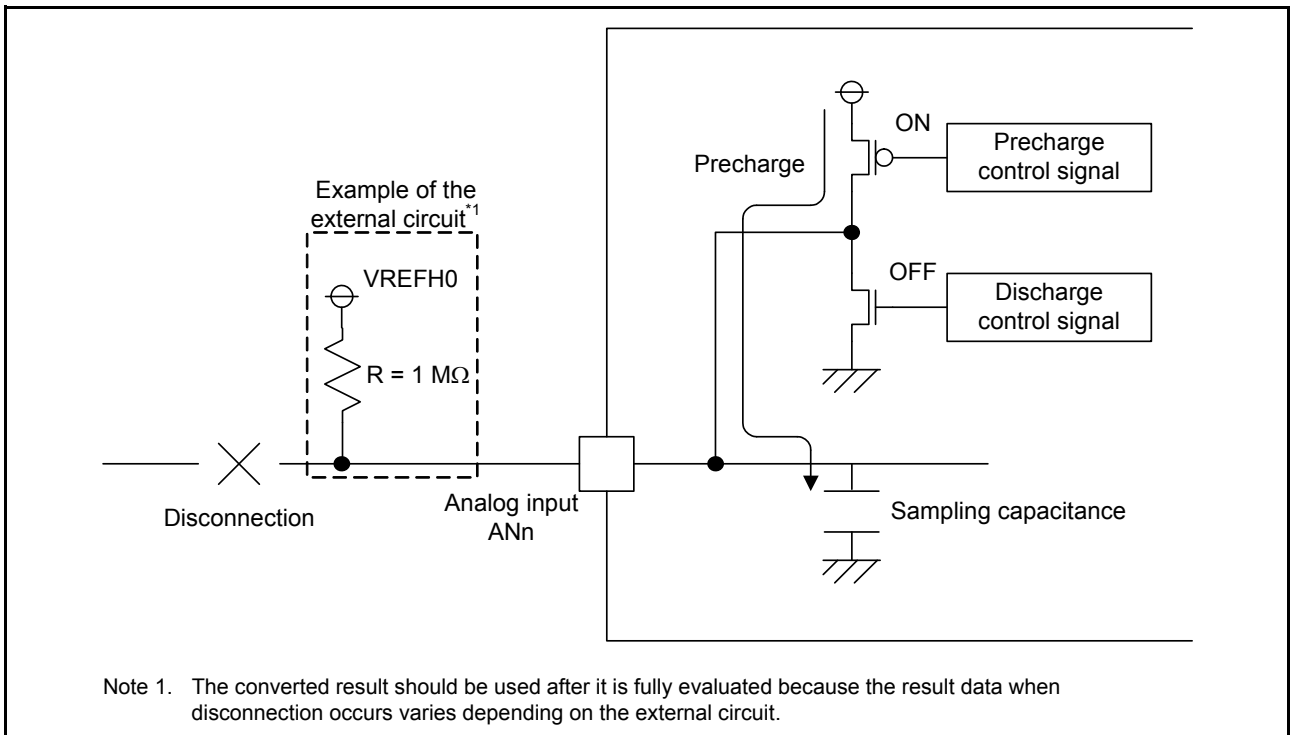 ON
Precharge
control signal
Precharge
Example of the
external circuit*1
VREFH0
OFF
Discharge
control signal
R = 1 MΩ
Disconnection
Analog input
ANn
Sampling capacitance
Note 1. The converted result should be used after it is fully evaluated because the result data when
disconnection occurs varies depending on the external circuit.